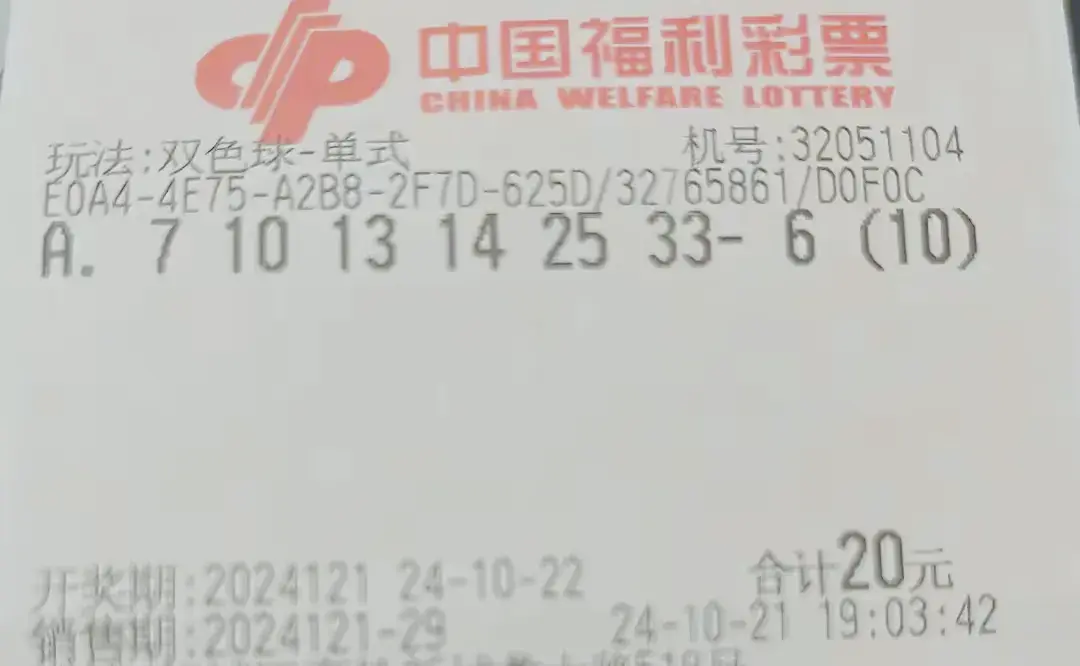 中国福利彩票
CHINA WELFARE LOTTERY
玩法:双色球-单式 机号:32051104
E0A4-4E75-A2B8-2F7D-625D/32765861/D0F0C
A. 7 10 13 14 25 33- 6 (10)
开奖期:2024121 24-10-22 合计20元
销售期:2024121-29 24-10-21 19:03:42